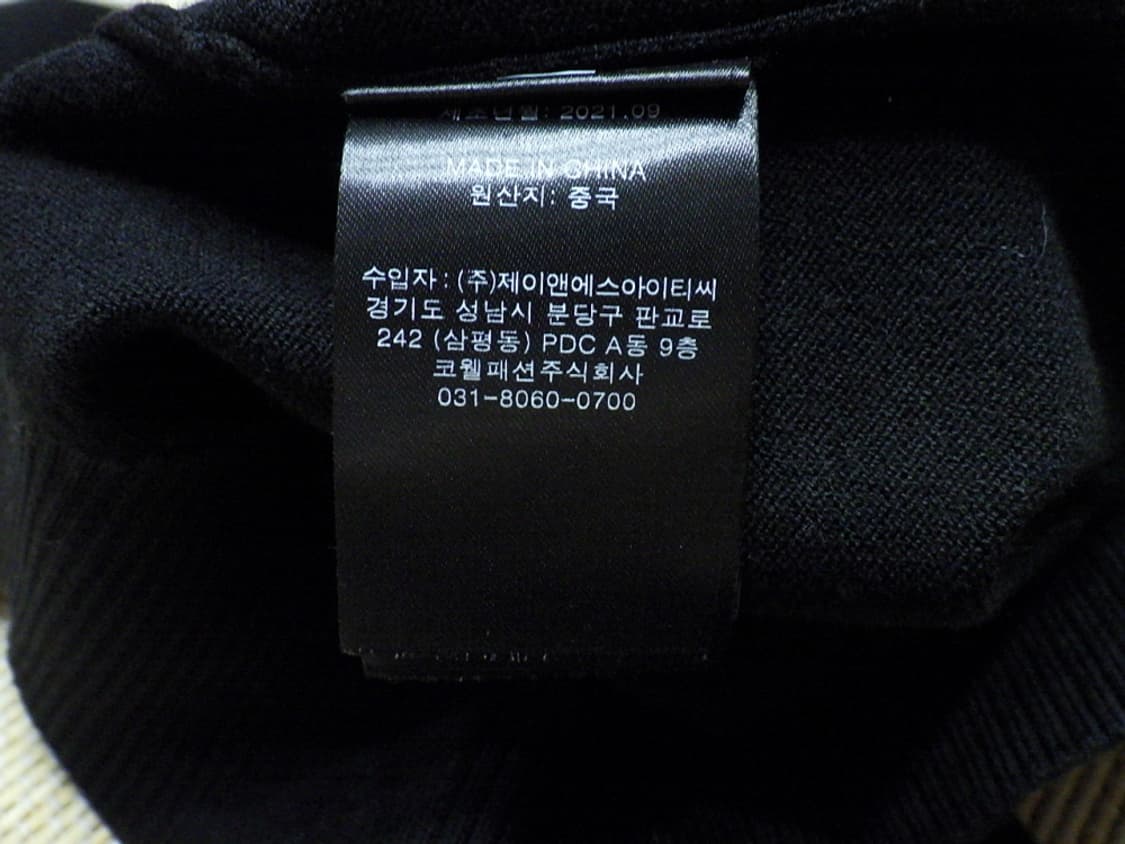 제조년월: 2021.09
MADE IN CHINA
원산지: 중국
수입자 : (주)제이앤에스아이티씨
경기도 성남시 분당구 판교로
242 (삼평동) PDC A동 9층
코웰패션주식회사
031-8060-0700